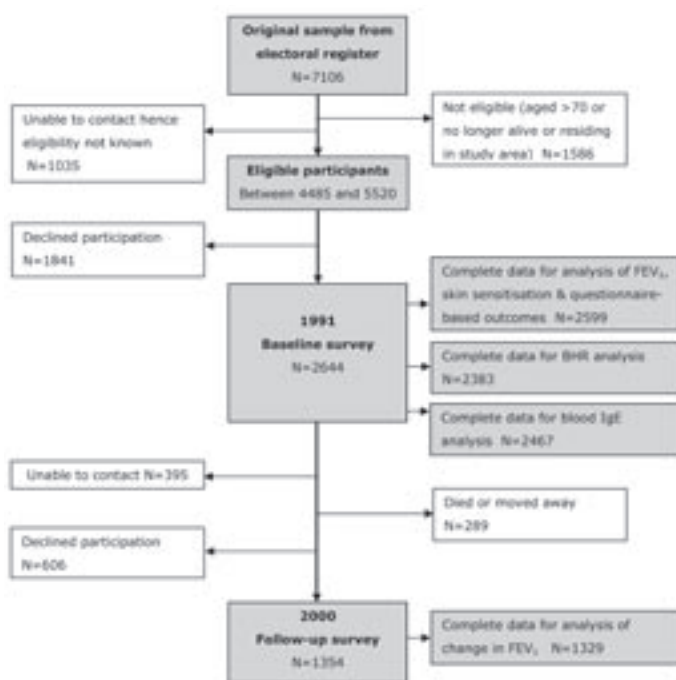 Original sample from
electoral register
N=7106
Unable to contact hence
eligibility not known
N=1035
Not eligible (aged >70 or
no longer alive or residing
in study area) N=1586
Eligible participants
Between 4485 and 5520
Declined participation
N=1841
Complete data for analysis of FEV₁,
skin sensitisation & questionnaire-
based outcomes N=2599
1991
Baseline survey
N=2644
Complete data for BHR analysis
N=2383
Complete data for blood IgE
analysis N=2467
Unable to contact N=395
Died or moved away
N=289
Declined participation
N=606
2000
Follow-up survey
N=1354
Complete data for analysis of
change in FEV₁ N=1329